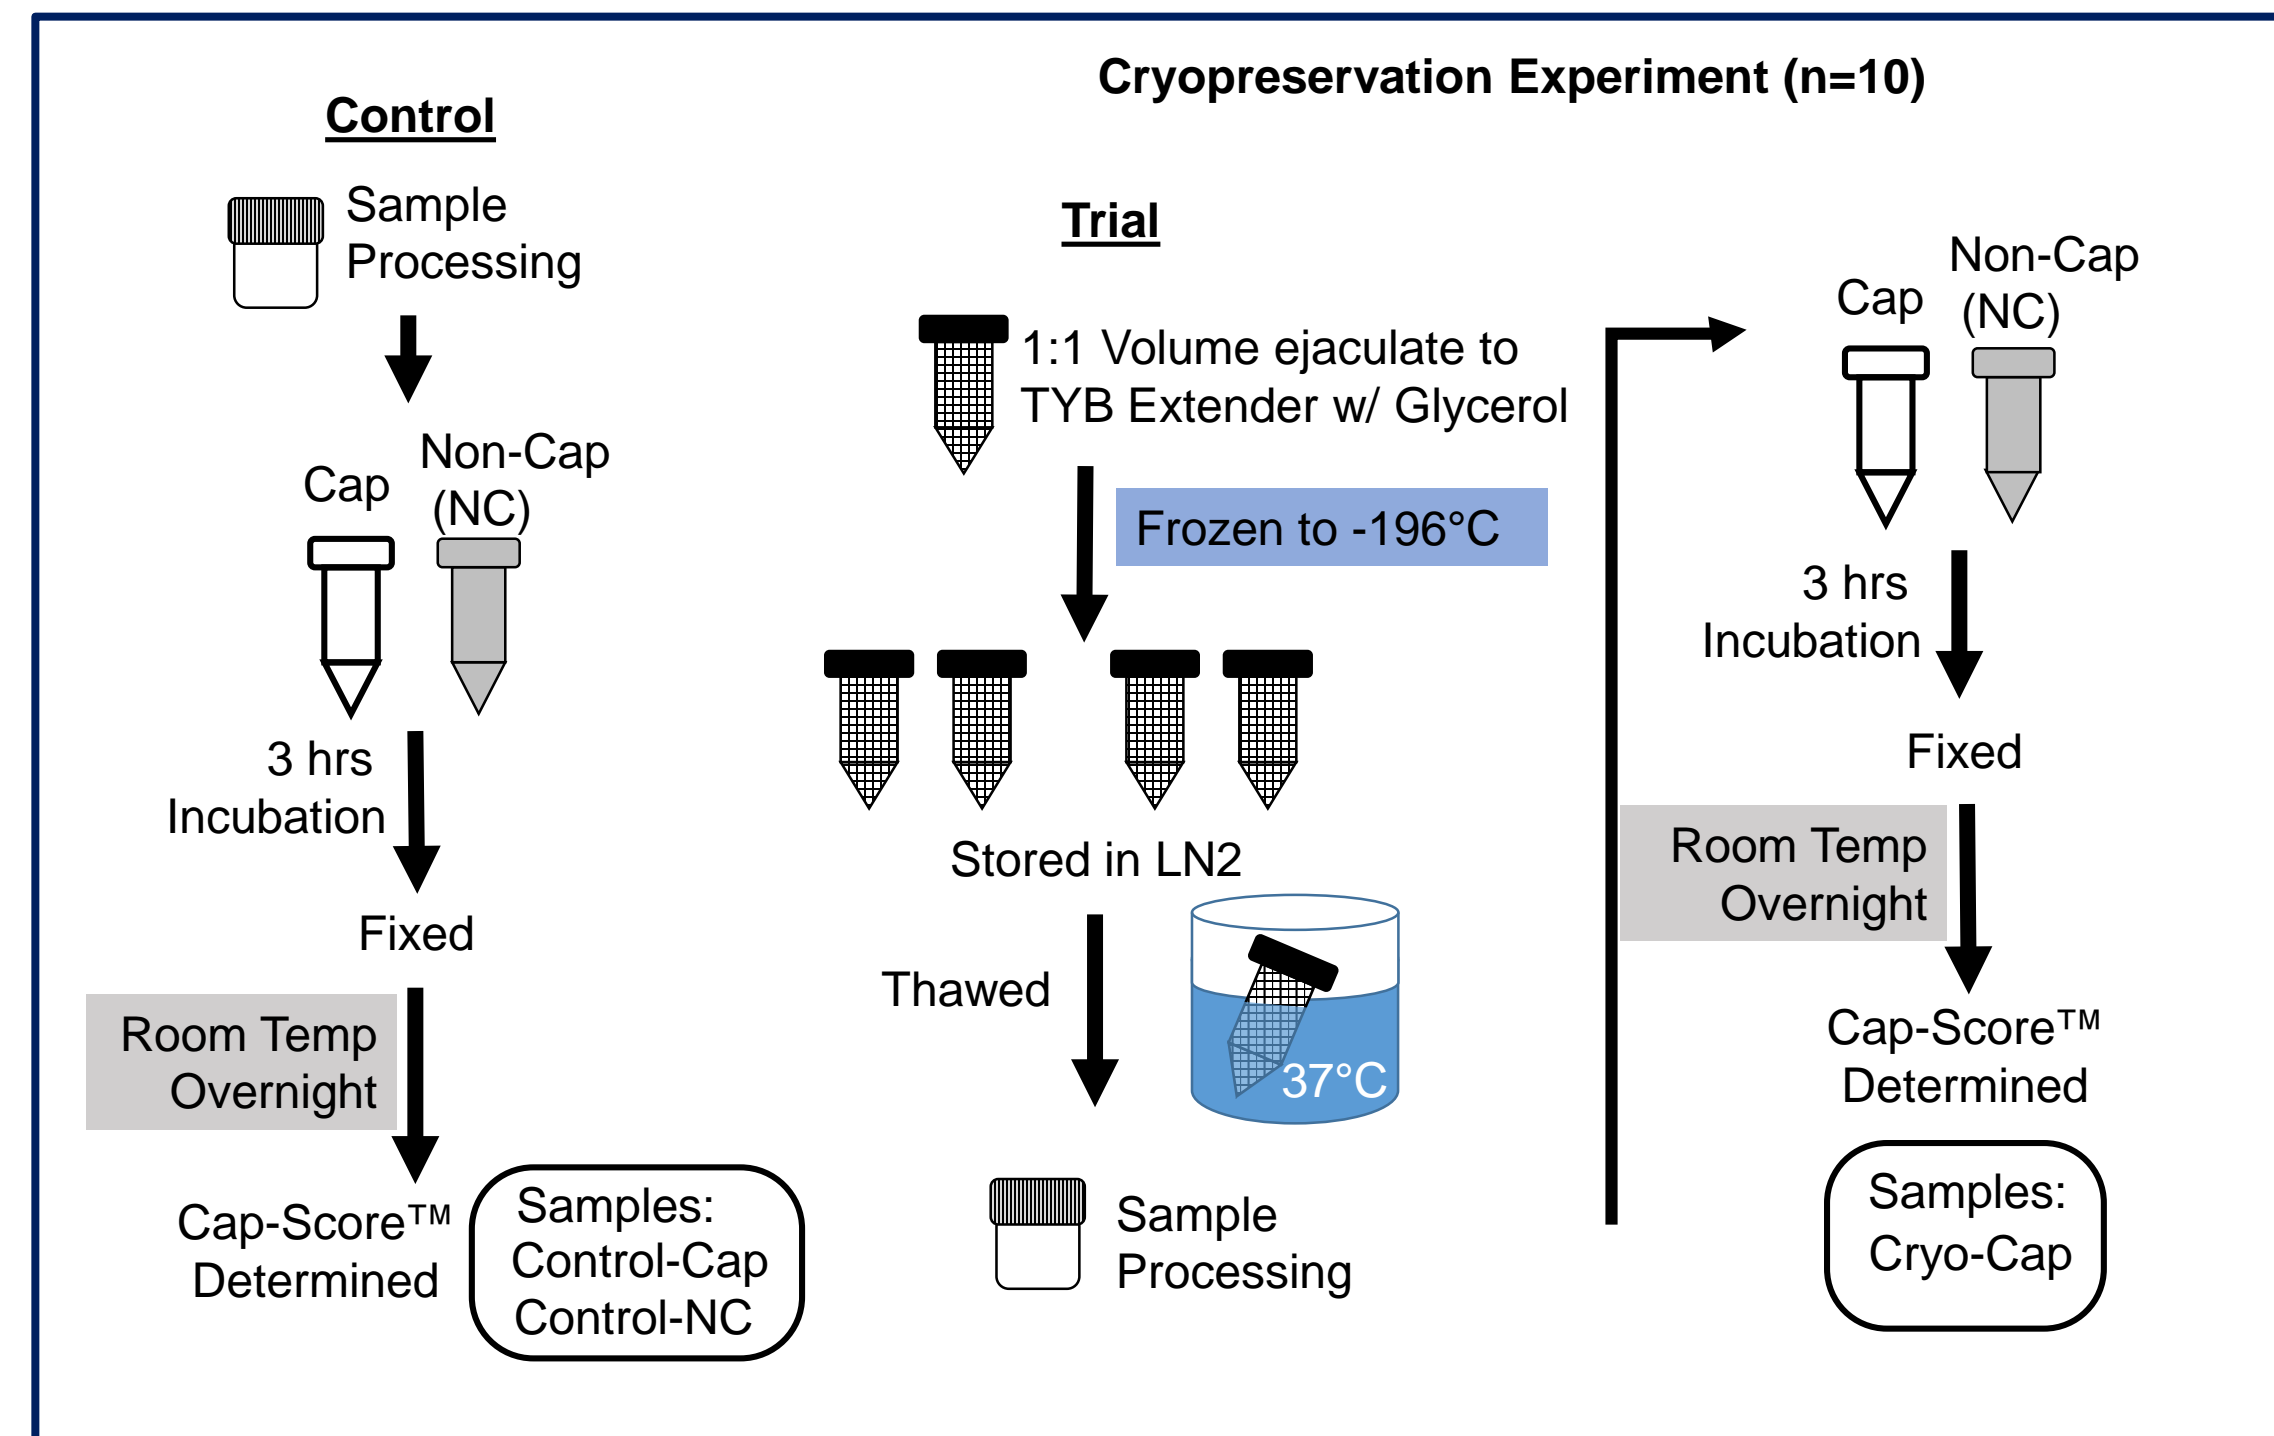 Cryopreservation Experiment (n=10)
Control
Sample
Processing
Cap
Non-Cap
(NC)
3 hrs
Incubation
Fixed
Room Temp
Overnight
Cap-Score™
Determined
Samples:
Control-Cap
Control-NC
Trial
1:1 Volume ejaculate to
TYB Extender w/ Glycerol
Frozen to -196°C
Stored in LN2
Thawed
37°C
Sample
Processing
Cap
Non-Cap
(NC)
3 hrs
Incubation
Fixed
Room Temp
Overnight
Cap-Score™
Determined
Samples:
Cryo-Cap